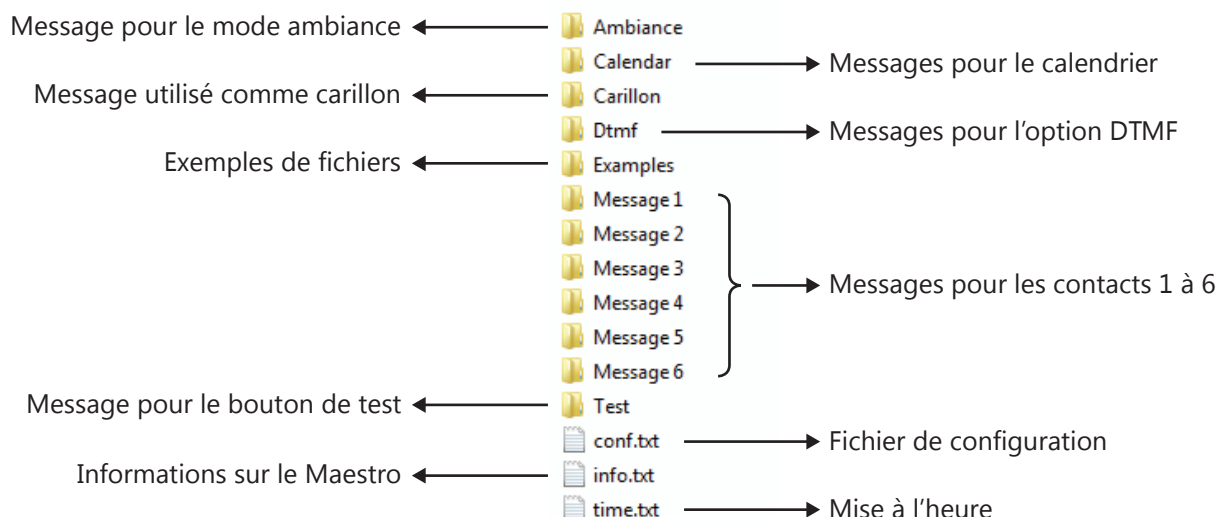 Message pour le mode ambiance Ambiance
Calendar Messages pour le calendrier
Message utilisé comme carillon Carillon
Dtmf Messages pour l'option DTMF
Exemples de fichiers Examples
Message 1
Message 2
Message 3
Messages pour les contacts 1 à 6
Message 4
Message 5
Message 6
Message pour le bouton de test Test
conf.txt Fichier de configuration
Informations sur le Maestro info.txt
time.txt Mise à l'heure